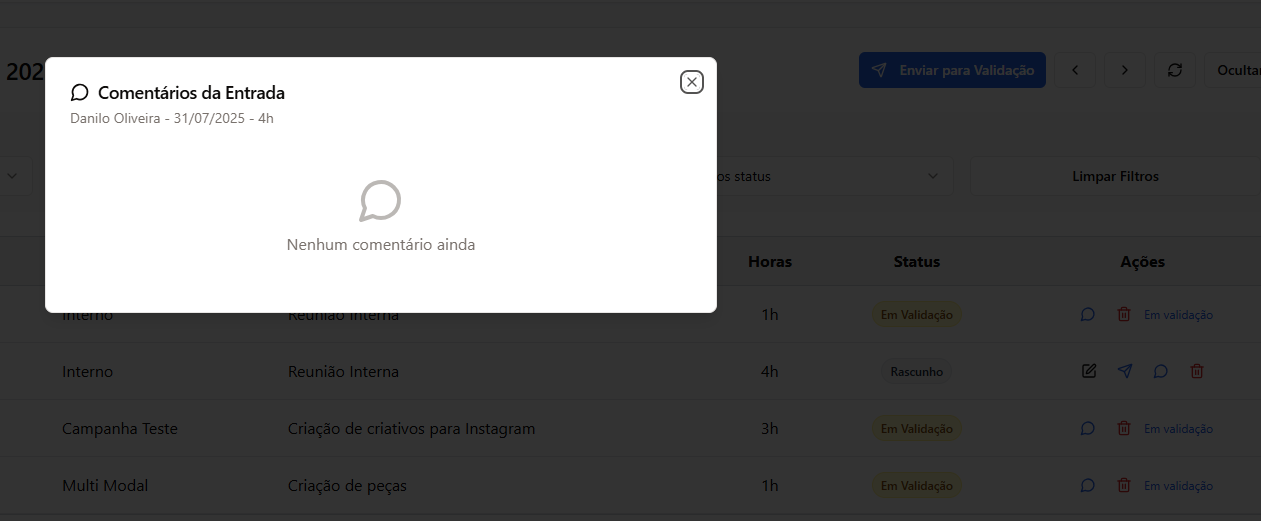 202
Enviar para Validação
Ocultar
Comentários da Entrada
Danilo Oliveira - 31/07/2025 - 4h
os status
Limpar Filtros
Nenhum comentário ainda
Horas Status Ações
Interno Reunião Interna 1h Em Validação Em validação
Interno Reunião Interna 4h Rascunho
Campanha Teste Criação de criativos para Instagram 3h Em Validação Em validação
Multi Modal Criação de peças 1h Em Validação Em validação